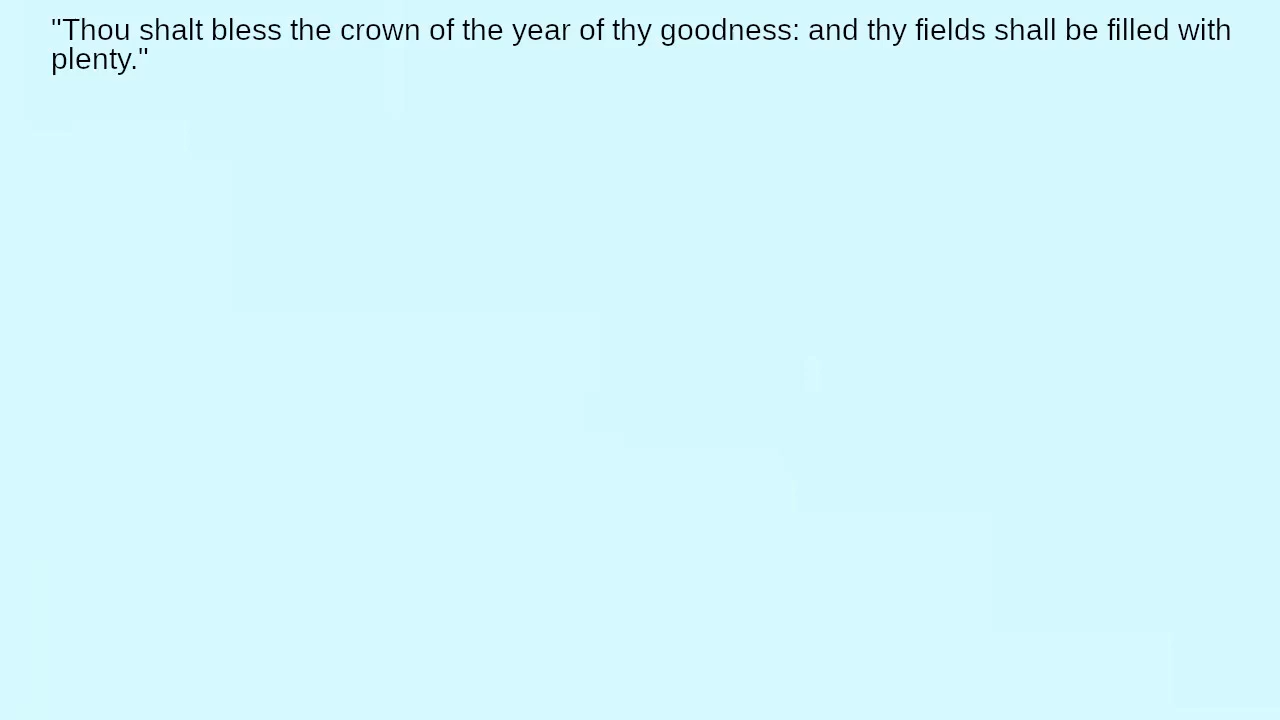 "Thou shalt bless the crown of the year of thy goodness: and thy fields shall be filled with
plenty."